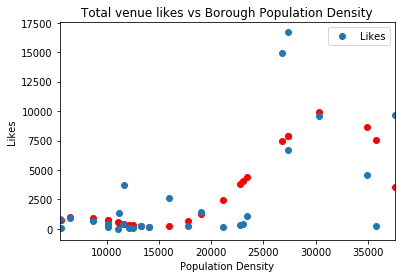 Total venue likes vs Borough Population Density
17500
15000
12500
10000
7500
5000
2500
0
Likes
Likes
10000 15000 20000 25000 30000 35000
Population Density